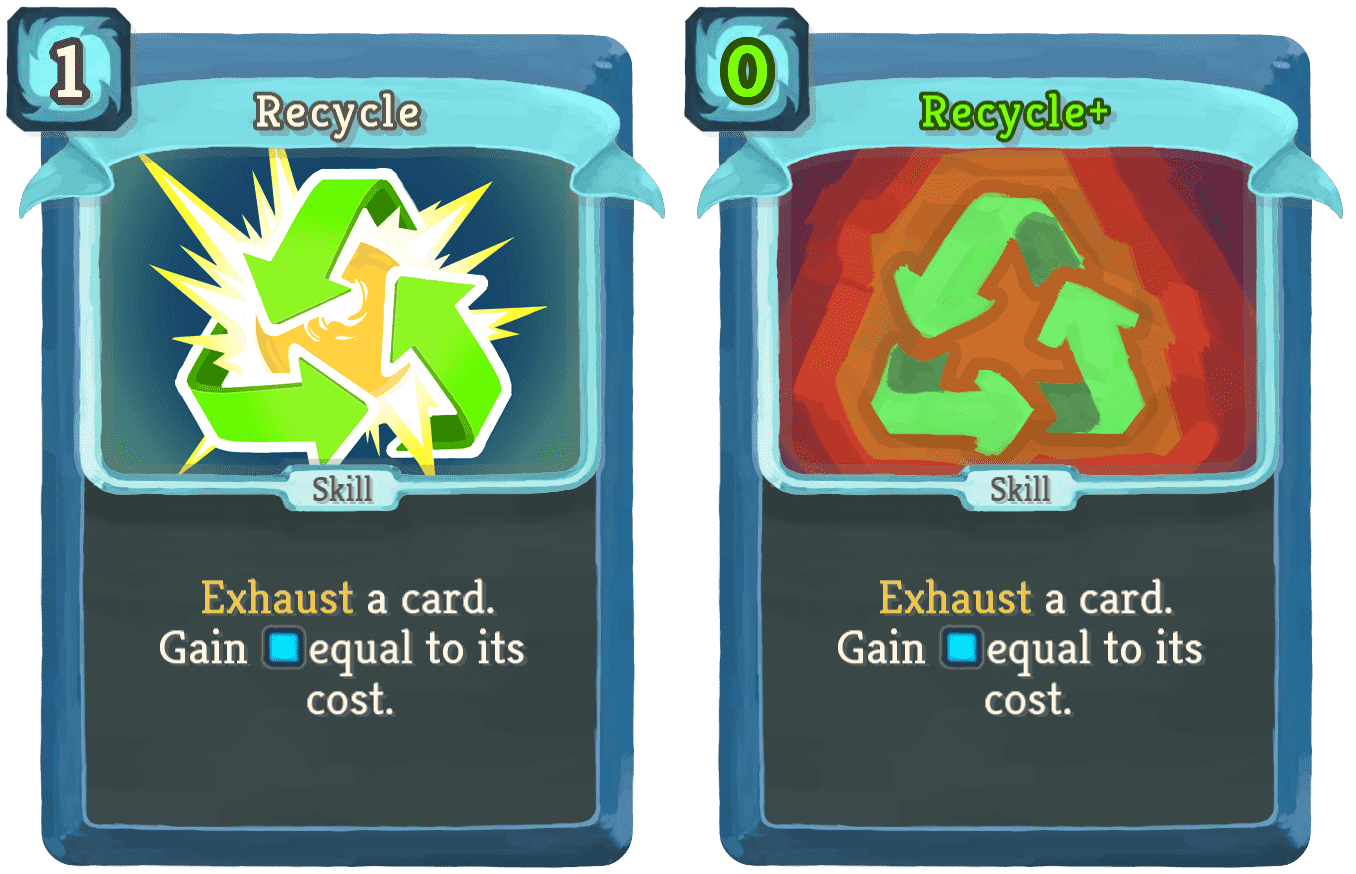 1
Recycle
Skill
Exhaust a card.
Gain equal to its
cost.
0
Recycle+
Skill
Exhaust a card.
Gain equal to its
cost.